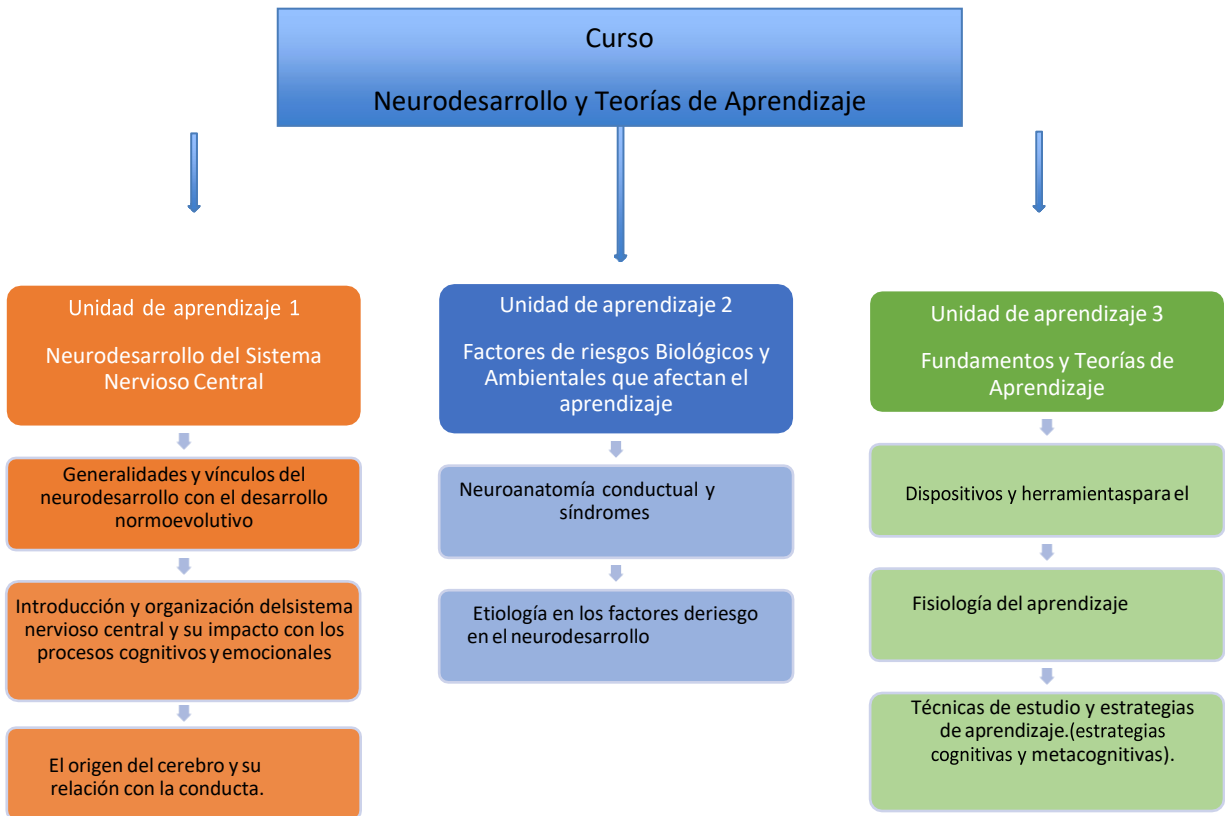 Curso
Neurodesarrollo y Teorías de Aprendizaje
Unidad de aprendizaje 1
Neurodesarrollo del Sistema
Nervioso Central
Generalidades y vínculos del
neurodesarrollo con el desarrollo
normoevolutivo
Introducción y organización delsistema
nervioso central y su impacto con los
procesos cognitivos y emocionales
El origen del cerebro y su
relación con la conducta.
Unidad de aprendizaje 2
Factores de riesgos Biológicos y
Ambientales que afectan el
aprendizaje
Neuroanatomía conductual y
síndromes
Etiología en los factores deriesgo
en el neurodesarrollo
Unidad de aprendizaje 3
Fundamentos y Teorías de
Aprendizaje
Dispositivos y herramientaspara el
Fisiología del aprendizaje
Técnicas de estudio y estrategias
de aprendizaje.(estrategias
cognitivas y metacognitivas).